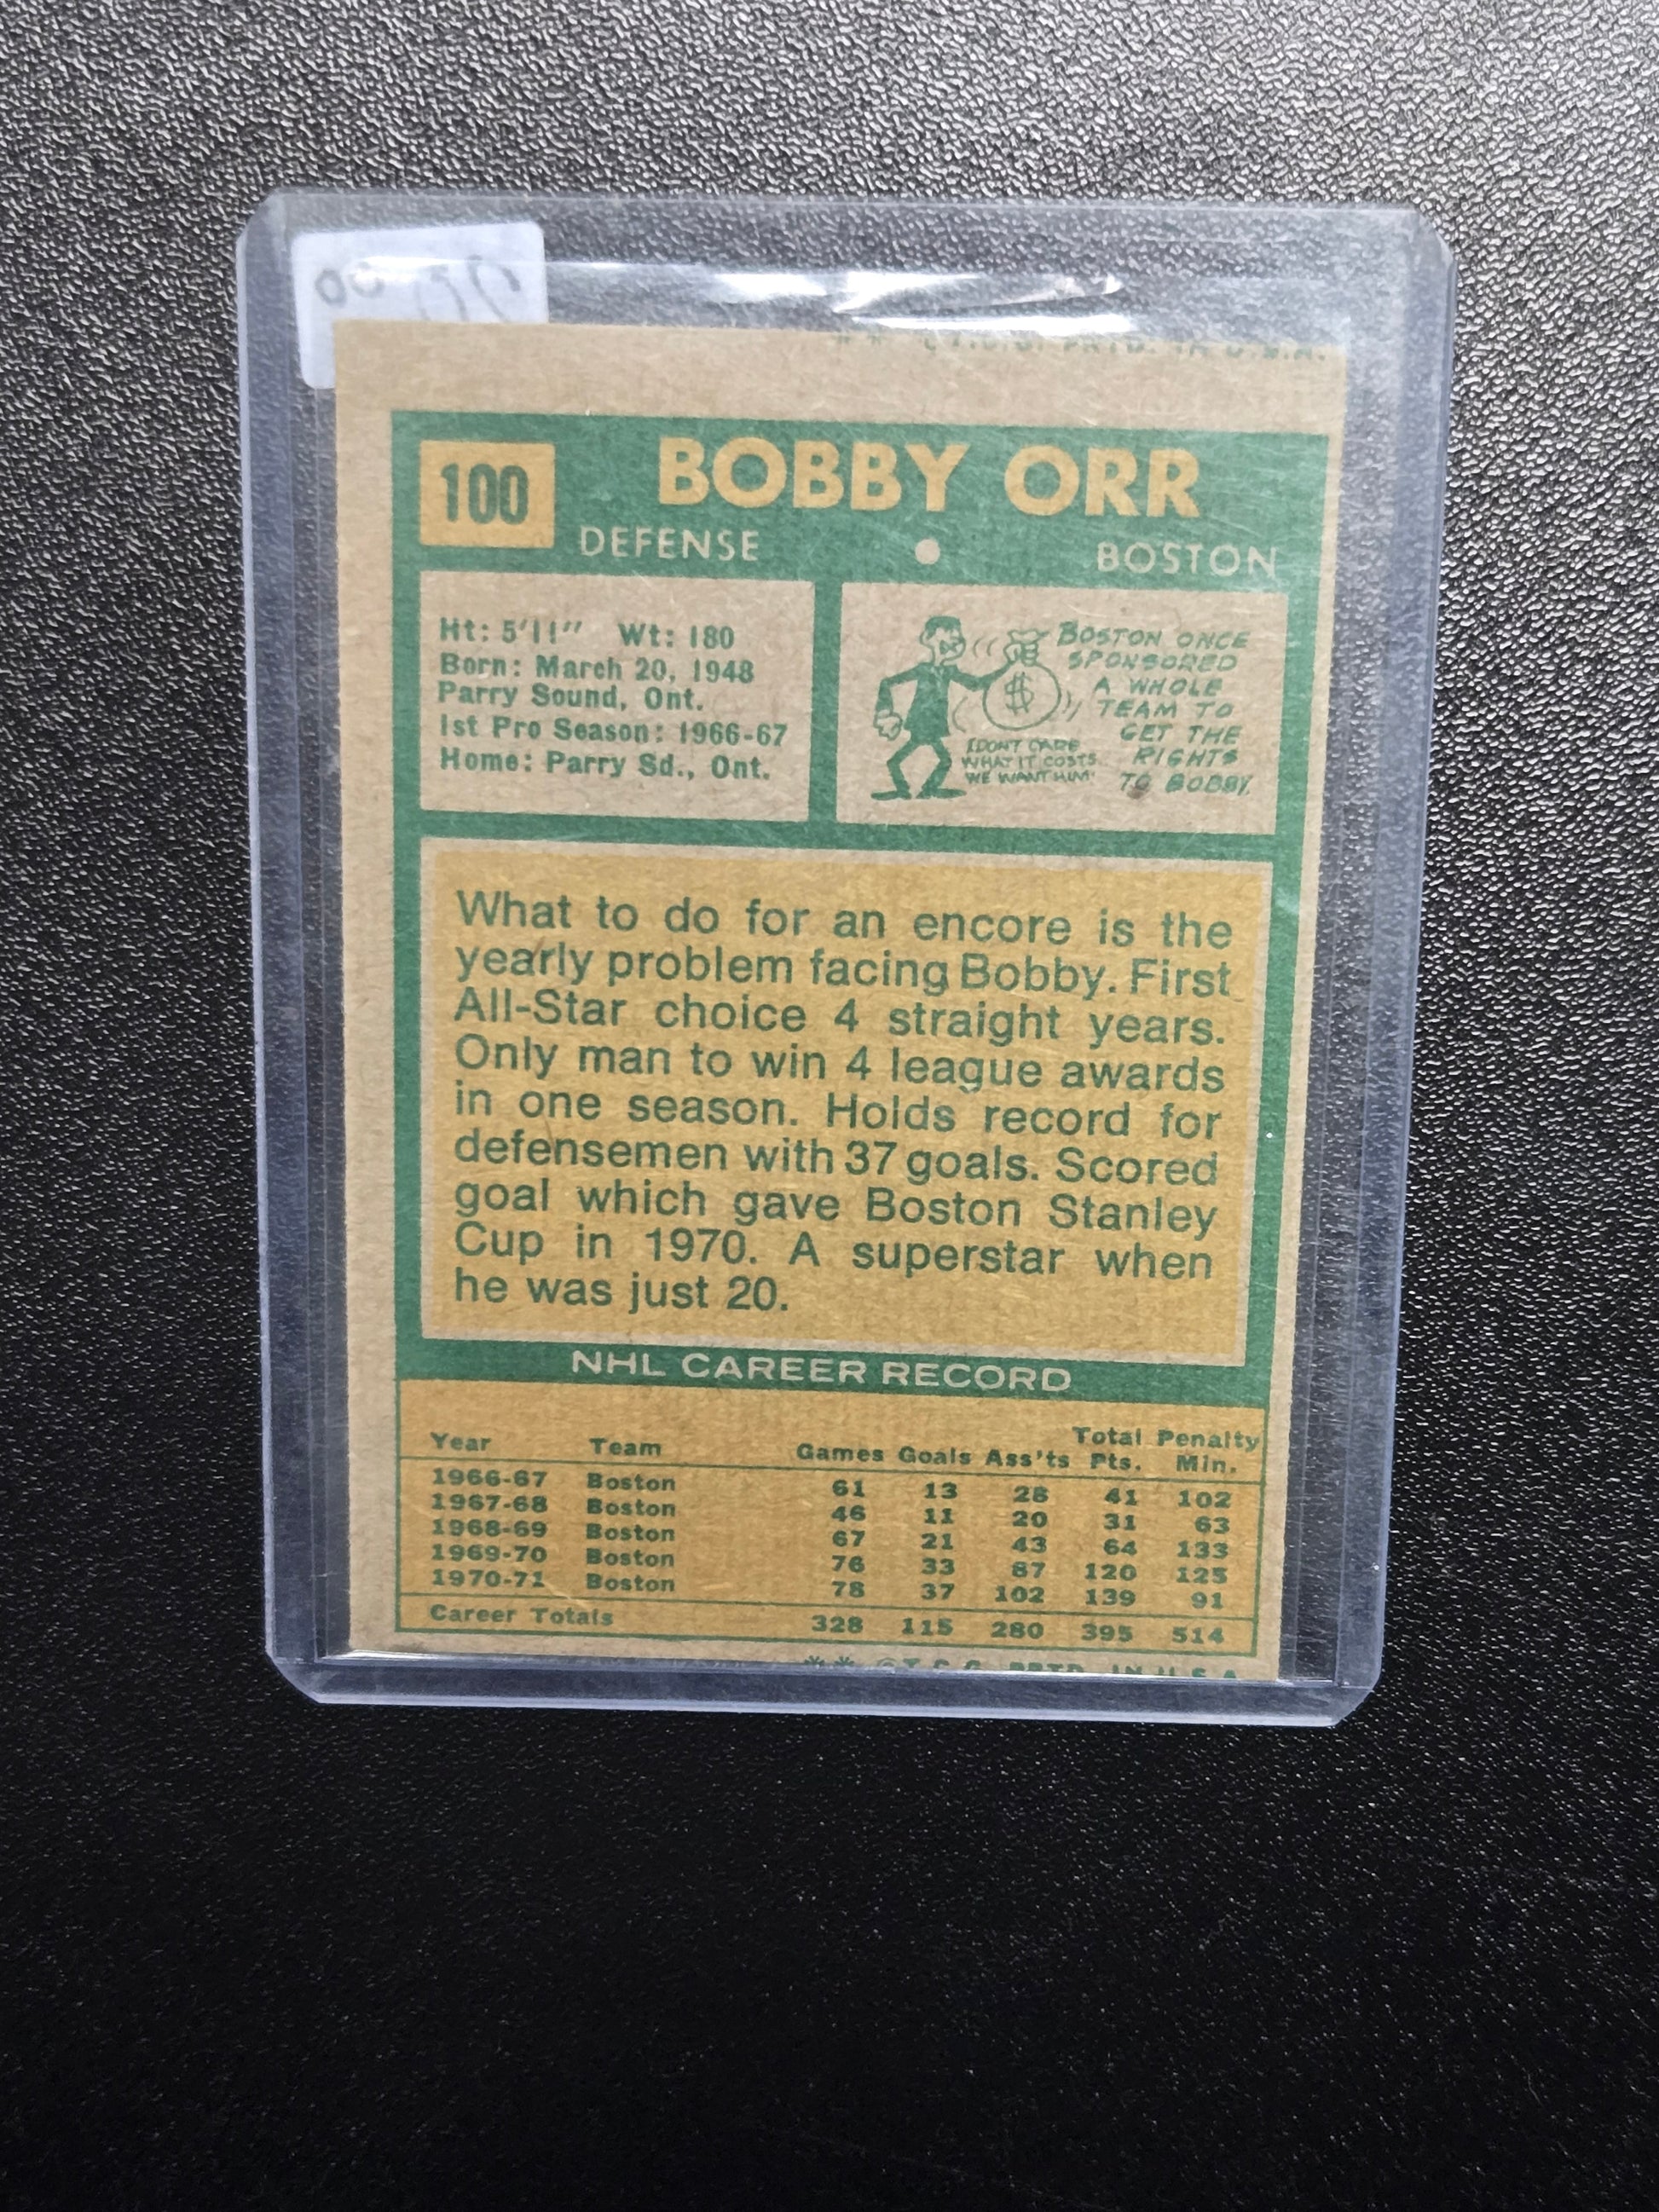 T.C.G. PRTD. IN U.S.A.
100
BOBBY ORR
DEFENSE • BOSTON
Ht: 5'11" Wt: 180
Born: March 20, 1948
Parry Sound, Ont.
1st Pro Season: 1966-67
Home: Parry Sd., Ont.
BOSTON ONCE
SPONSORED
A WHOLE
TEAM TO
GET THE
RIGHTS
TO BOBBY.
I DON'T CARE
WHAT IT COSTS
WE WANT HIM!
$
What to do for an encore is the
yearly problem facing Bobby. First
All-Star choice 4 straight years.
Only man to win 4 league awards
in one season. Holds record for
defensemen with 37 goals. Scored
goal which gave Boston Stanley
Cup in 1970. A superstar when
he was just 20.
NHL CAREER RECORD
Year Team Games Goals Ass'ts Total Pts. Penalty Min.
1966-67 Boston 61 13 28 41 102
1967-68 Boston 46 11 20 31 63
1968-69 Boston 67 21 43 64 133
1969-70 Boston 76 33 87 120 125
1970-71 Boston 78 37 102 139 91
Career Totals 328 115 280 395 514
** ©T.C.G. PRTD. IN U.S.A.